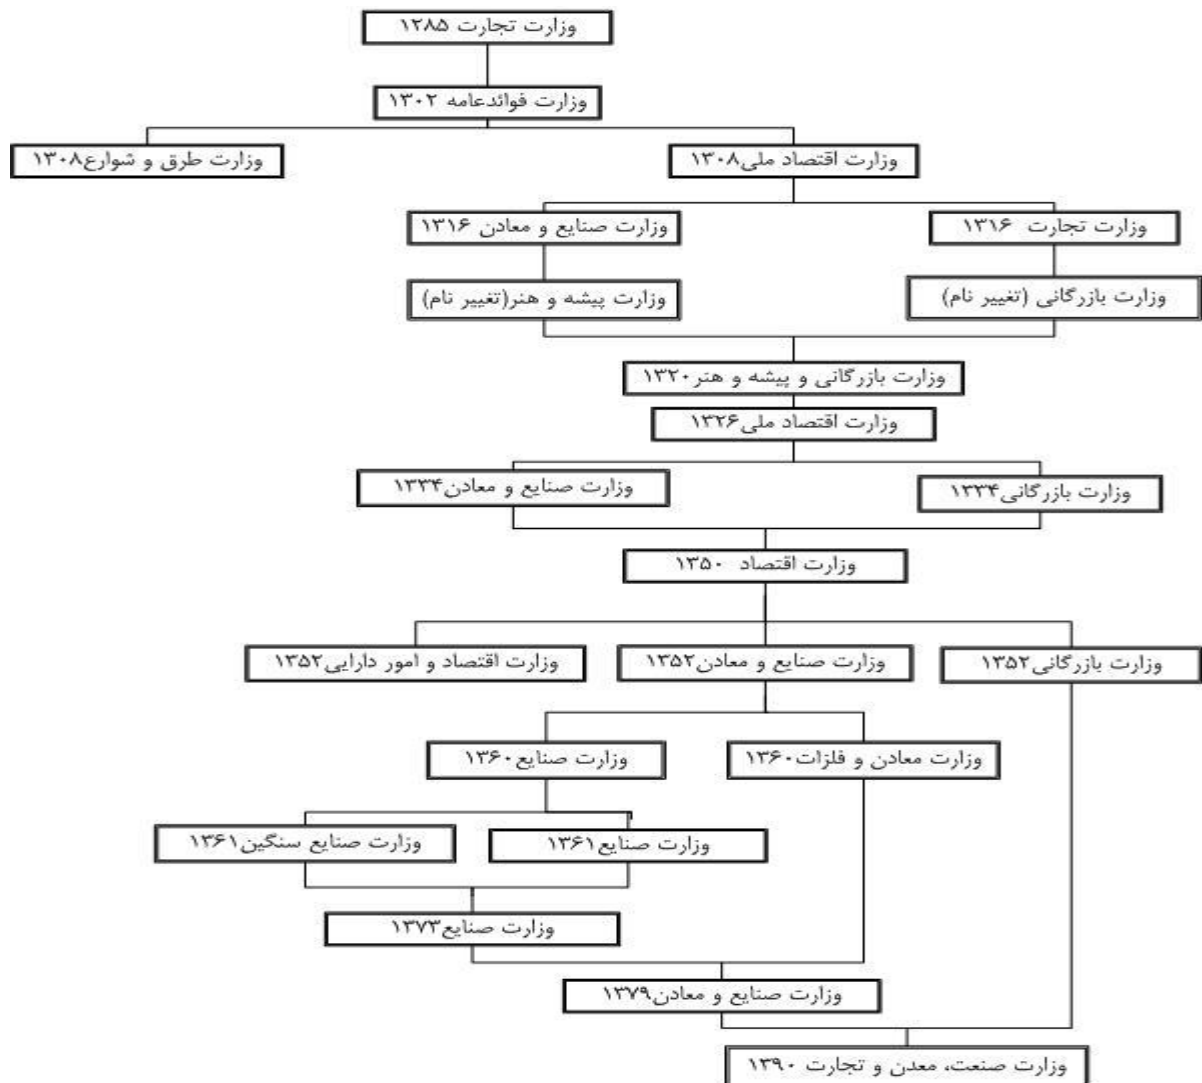 وزارت تجارت ۱۲۸۵
وزارت فوائدعامه ۱۳۰۲
وزارت اقتصاد ملی۱۳۰۸
وزارت طرق و شوارع۱۳۰۸
وزارت تجارت ۱۳۱۶
وزارت صنایع و معادن ۱۳۱۶
وزارت بازرگانی (تغییر نام)
وزارت پیشه و هنر(تغییر نام)
وزارت بازرگانی و پیشه و هنر۱۳۲۰
وزارت اقتصاد ملی۱۳۲۶
وزارت بازرگانی۱۳۳۴
وزارت صنایع و معادن۱۳۳۴
وزارت اقتصاد ۱۳۵۰
وزارت بازرگانی۱۳۵۲
وزارت صنایع و معادن۱۳۵۲
وزارت اقتصاد و امور دارایی۱۳۵۲
وزارت معادن و فلزات۱۳۶۰
وزارت صنایع۱۳۶۰
وزارت صنایع۱۳۶۱
وزارت صنایع سنگین۱۳۶۱
وزارت صنایع۱۳۷۳
وزارت صنایع و معادن۱۳۷۹
وزارت صنعت، معدن و تجارت ۱۳۹۰